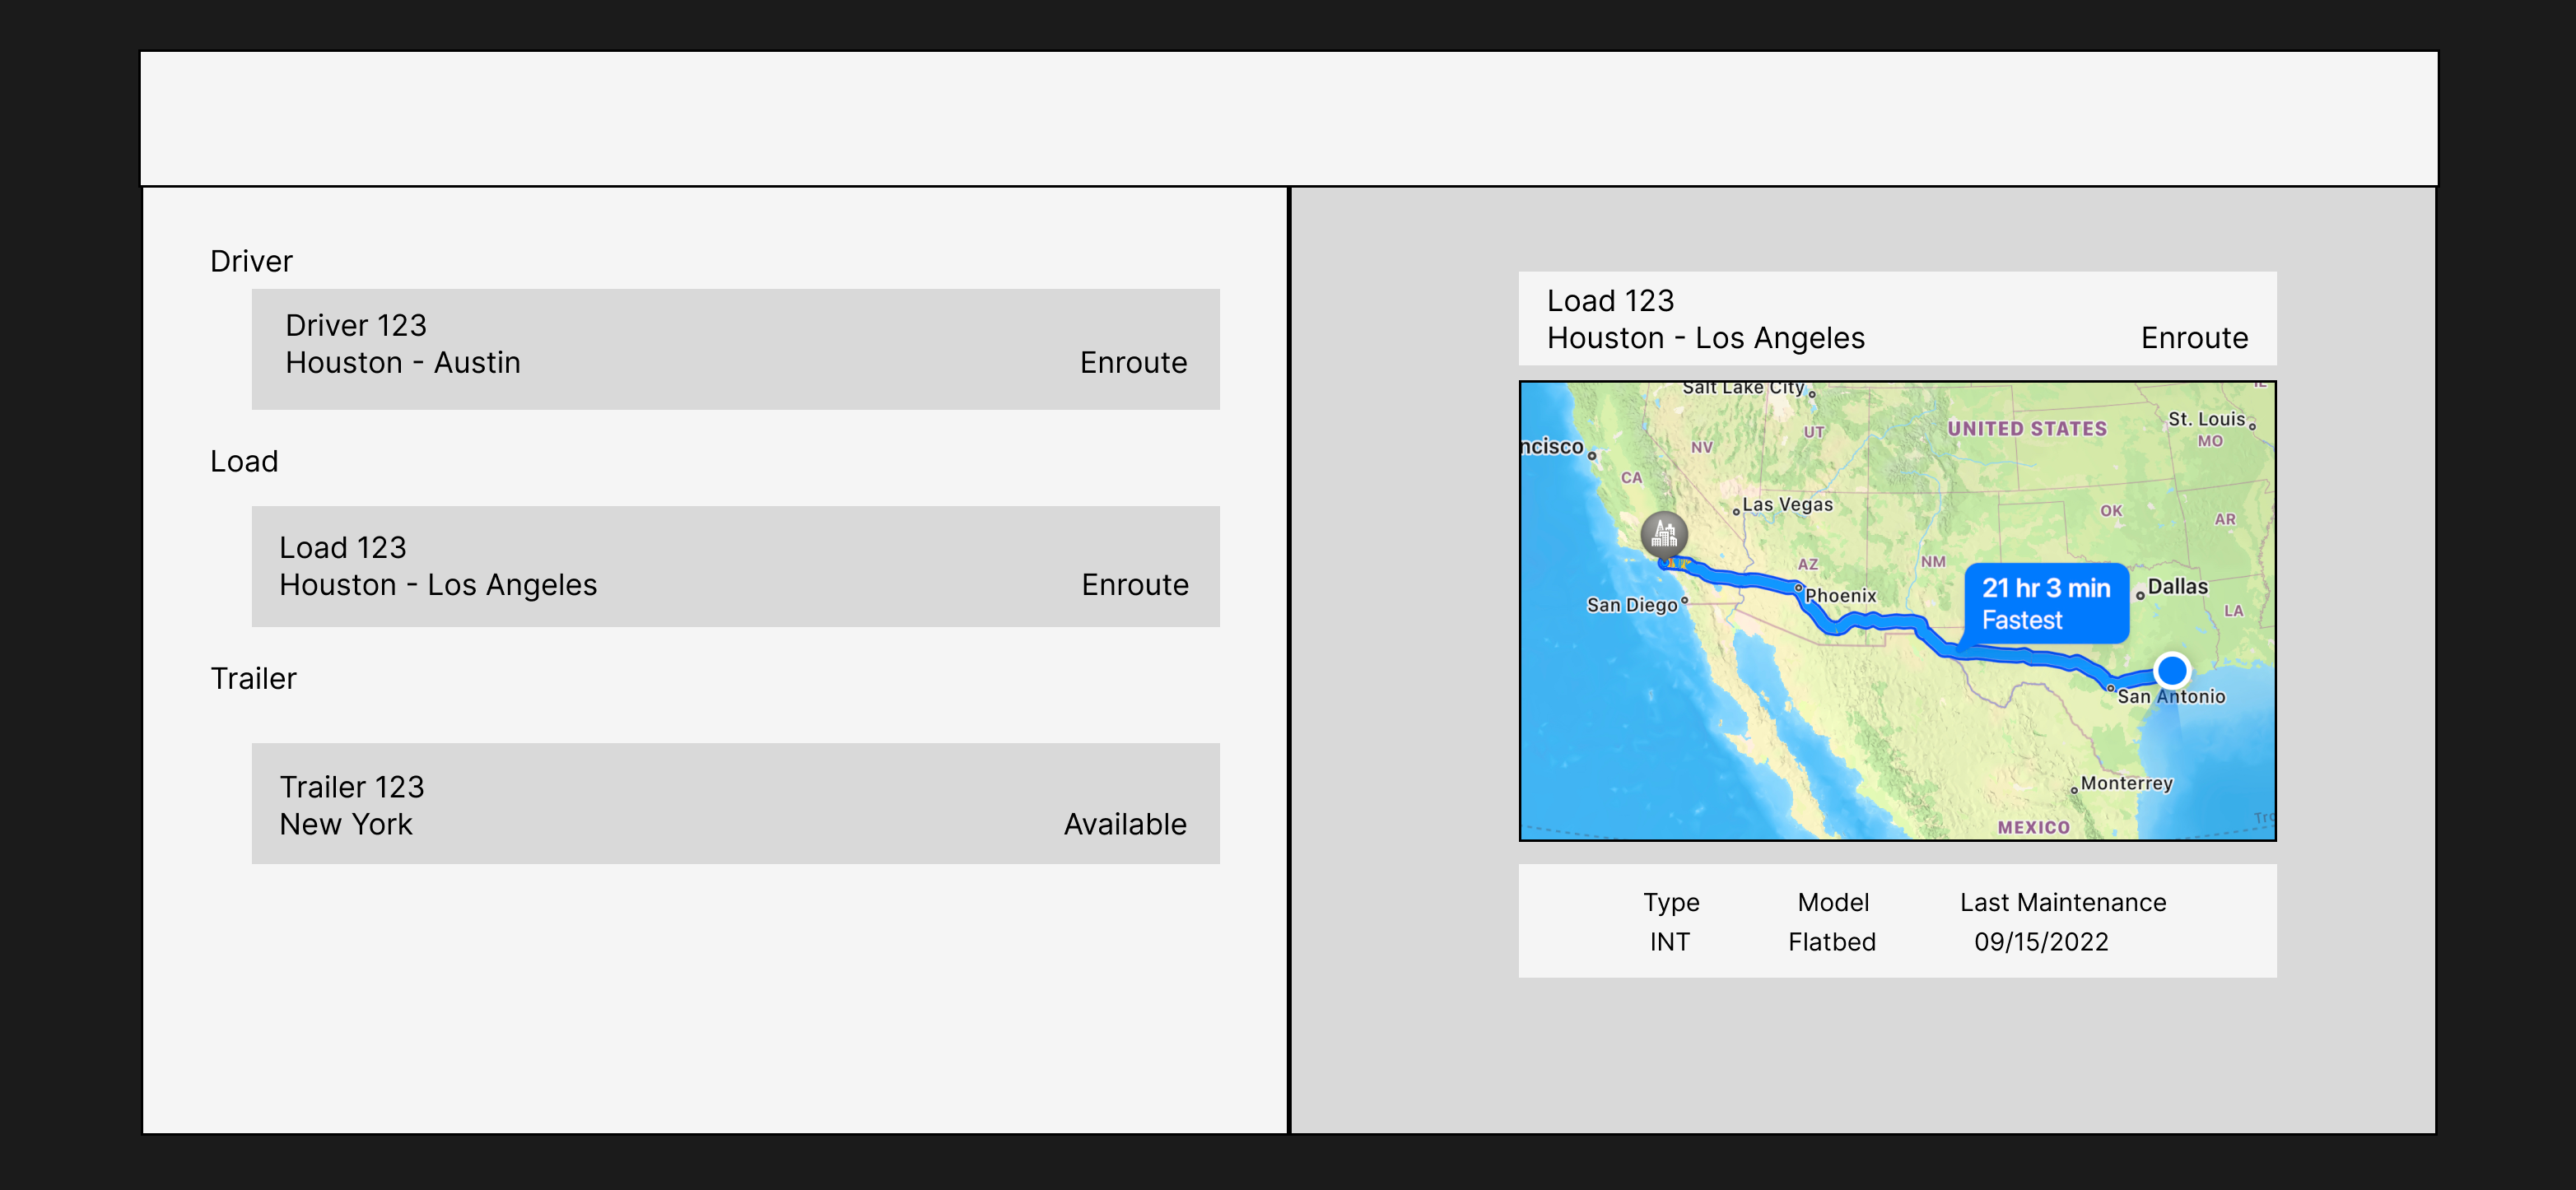 Driver
Driver 123
Houston - Austin
Enroute
Load
Load 123
Houston - Los Angeles
Enroute
Trailer
Trailer 123
New York
Available
Load 123
Houston - Los Angeles
Enroute
Salt Lake City
UNITED STATES
St. Louis
MO
ncisco
NV
UT
CA
Las Vegas
OK
AR
AZ
NM
21 hr 3 min
Fastest
Dallas
San Diego
Phoenix
LA
San Antonio
Monterrey
MEXICO
Type
Model
Last Maintenance
INT
Flatbed
09/15/2022